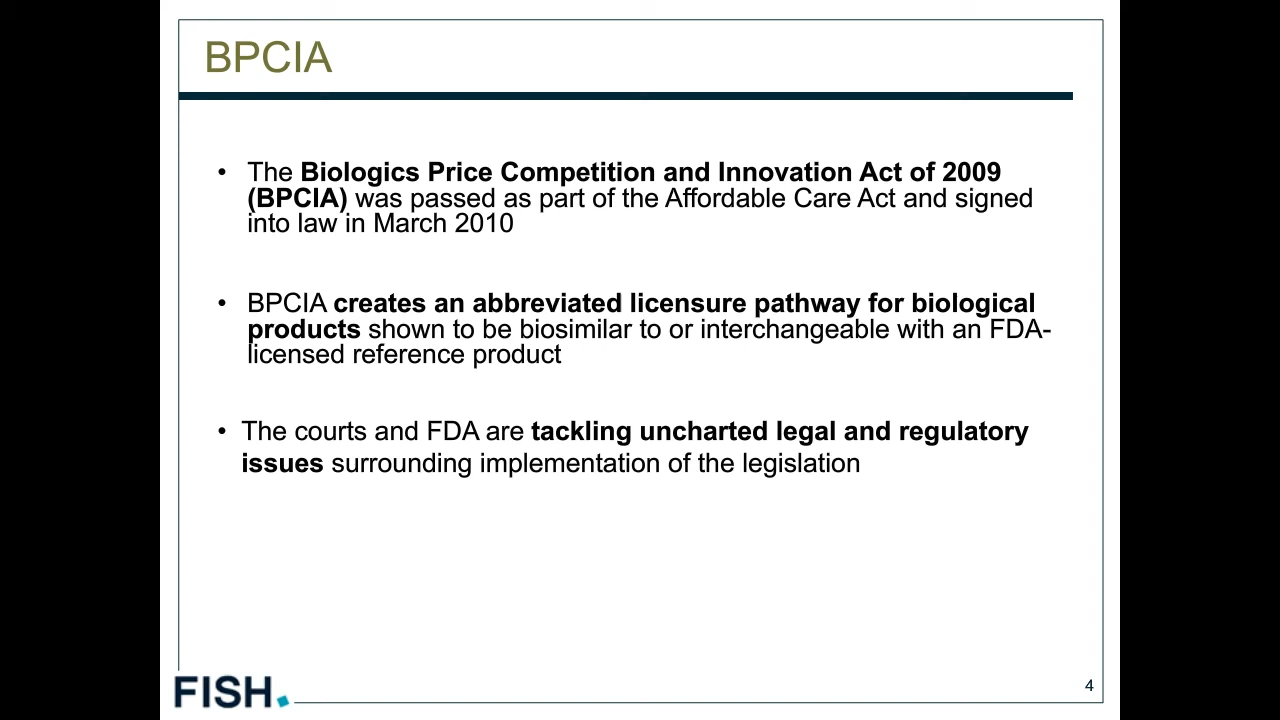 BPCIA
• The Biologics Price Competition and Innovation Act of 2009
(BPCIA) was passed as part of the Affordable Care Act and signed
into law in March 2010
• BPCIA creates an abbreviated licensure pathway for biological
products shown to be biosimilar to or interchangeable with an FDA-
licensed reference product
• The courts and FDA are tackling uncharted legal and regulatory
issues surrounding implementation of the legislation
FISH.
4